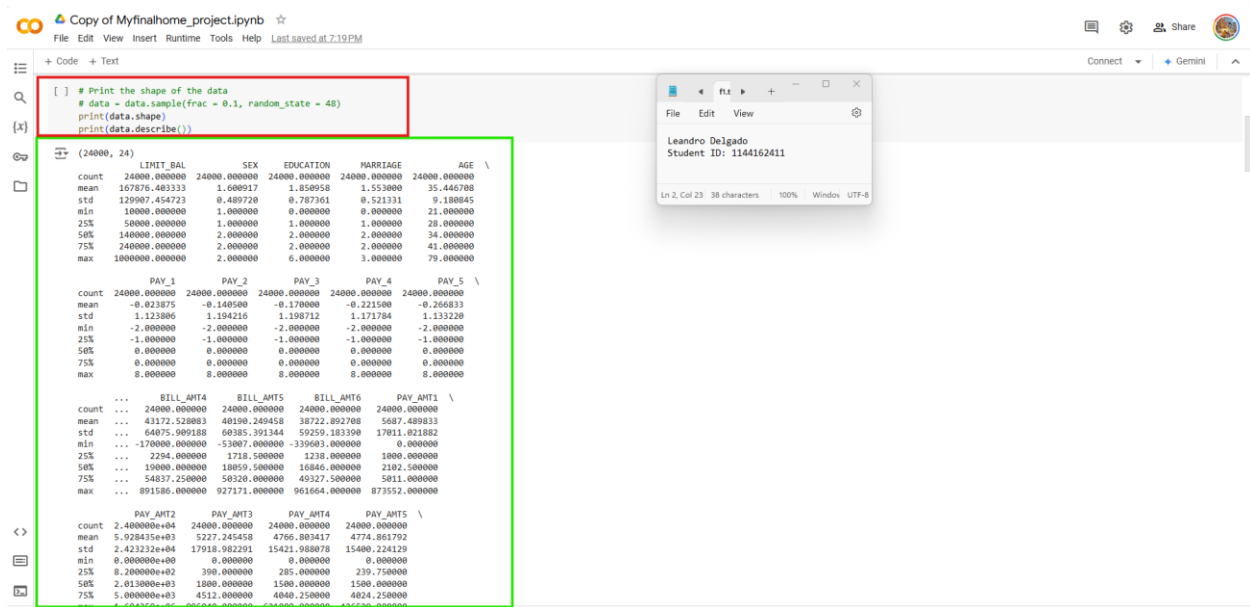 Copy of Myfinalhome_project.ipynb
File Edit View Insert Runtime Tools Help Last saved at 7:19 PM
Share
+ Code + Text
Connect
Gemini
[ ] # Print the shape of the data
# data = data.sample(frac = 0.1, random_state = 48)
print(data.shape)
print(data.describe())
(24000, 24)
LIMIT_BAL SEX EDUCATION MARRIAGE AGE \
count 24000.000000 24000.000000 24000.000000 24000.000000 24000.000000
mean 167876.403333 1.600917 1.850958 1.553000 35.446708
std 129907.454723 0.489720 0.787361 0.521331 9.180845
min 10000.000000 1.000000 0.000000 0.000000 21.000000
25% 50000.000000 1.000000 1.000000 1.000000 28.000000
50% 140000.000000 2.000000 2.000000 2.000000 34.000000
75% 240000.000000 2.000000 2.000000 2.000000 41.000000
max 1000000.000000 2.000000 6.000000 3.000000 79.000000
PAY_1 PAY_2 PAY_3 PAY_4 PAY_5 \
count 24000.000000 24000.000000 24000.000000 24000.000000 24000.000000
mean -0.023875 -0.140500 -0.170000 -0.221500 -0.266833
std 1.123806 1.194216 1.198712 1.171784 1.133220
min -2.000000 -2.000000 -2.000000 -2.000000 -2.000000
25% -1.000000 -1.000000 -1.000000 -1.000000 -1.000000
50% 0.000000 0.000000 0.000000 0.000000 0.000000
75% 0.000000 0.000000 0.000000 0.000000 0.000000
max 8.000000 8.000000 8.000000 8.000000 8.000000
... BILL_AMT4 BILL_AMT5 BILL_AMT6 PAY_AMT1 \
count ... 24000.000000 24000.000000 24000.000000 24000.000000
mean ... 43172.528083 40190.249458 38722.892708 5687.489833
std ... 64075.909188 60385.391344 59259.183390 17011.021882
min ... -170000.000000 -53007.000000 -339603.000000 0.000000
25% ... 2294.000000 1718.500000 1238.000000 1000.000000
50% ... 19000.000000 18059.500000 16846.000000 2102.500000
75% ... 54837.250000 50320.000000 49327.500000 5011.000000
max ... 891586.000000 927171.000000 961664.000000 873552.000000
PAY_AMT2 PAY_AMT3 PAY_AMT4 PAY_AMT5 \
count 2.400000e+04 24000.000000 24000.000000 24000.000000
mean 5.928435e+03 5227.245458 4766.803417 4774.861792
std 2.423232e+04 17918.982291 15421.988078 15400.224129
min 0.000000e+00 0.000000 0.000000 0.000000
25% 8.200000e+02 390.000000 285.000000 239.750000
50% 2.013000e+03 1800.000000 1500.000000 1500.000000
75% 5.000000e+03 4512.000000 4040.250000 4024.250000
File Edit View
Leandro Delgado
Student ID: 1144162411
Ln 2, Col 23 38 characters 100% Window UTF-8